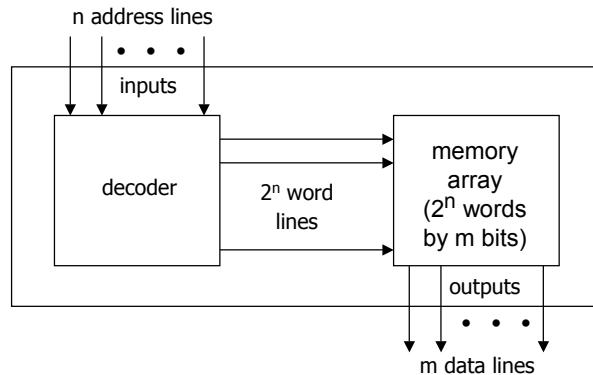 n address lines
inputs
decoder
2ⁿ word
lines
memory
array
(2ⁿ words
by m bits)
outputs
m data lines